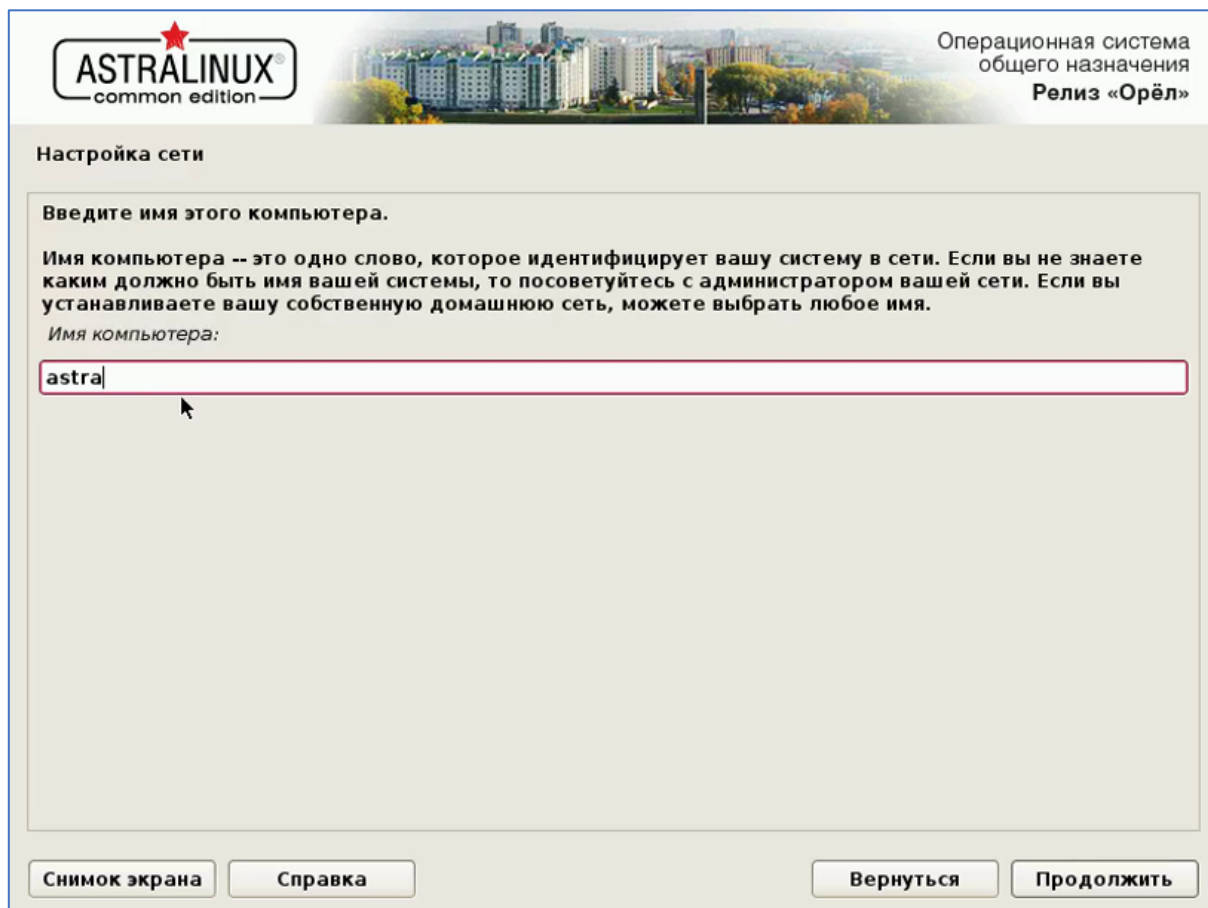 ASTRALINUX®
common edition
Операционная система
общего назначения
Релиз «Орёл»
Настройка сети
Введите имя этого компьютера.
Имя компьютера -- это одно слово, которое идентифицирует вашу систему в сети. Если вы не знаете
каким должно быть имя вашей системы, то посоветуйтесь с администратором вашей сети. Если вы
устанавливаете вашу собственную домашнюю сеть, можете выбрать любое имя.
Имя компьютера:
astra
Снимок экрана
Справка
Вернуться
Продолжить